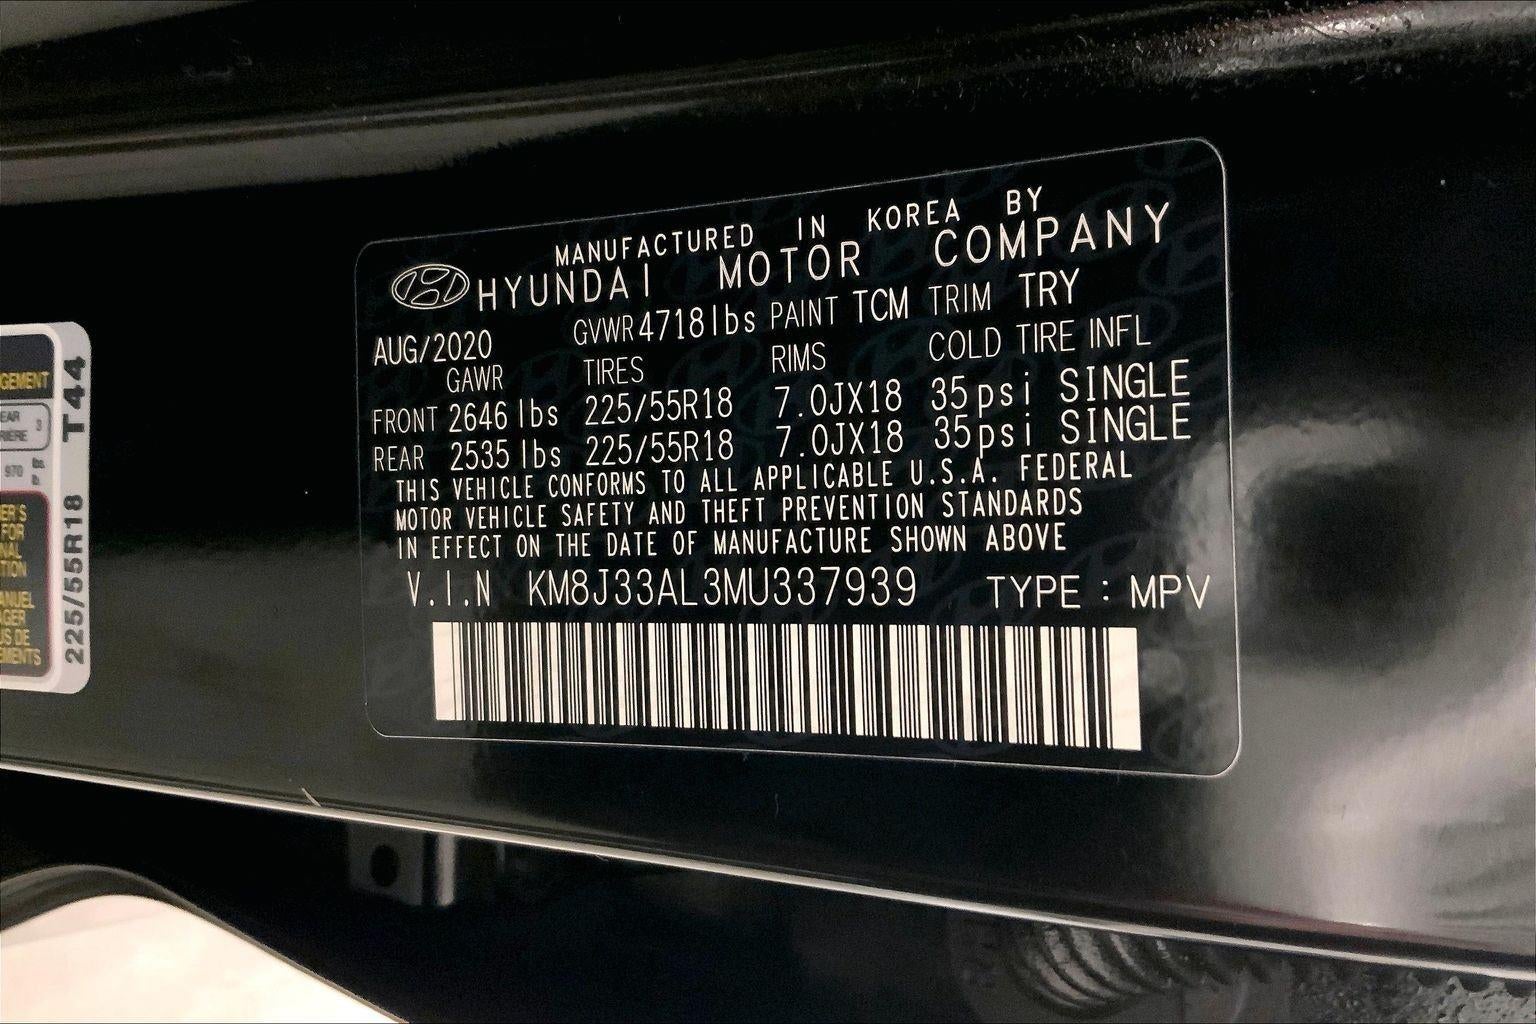 MANUFACTURED IN KOREA BY
HYUNDAI MOTOR COMPANY
AUG/2020 GVWR 4718lbs PAINT TCM TRIM TRY
GAWR TIRES RIMS COLD TIRE INFL
FRONT 2646 lbs 225/55R18 7.0JX18 35psi SINGLE
REAR 2535 lbs 225/55R18 7.0JX18 35psi SINGLE
THIS VEHICLE CONFORMS TO ALL APPLICABLE U.S.A. FEDERAL
MOTOR VEHICLE SAFETY AND THEFT PREVENTION STANDARDS
IN EFFECT ON THE DATE OF MANUFACTURE SHOWN ABOVE
V.I.N KM8J33AL3MU337939 TYPE : MPV
225/55R18 T44
970 lbs.